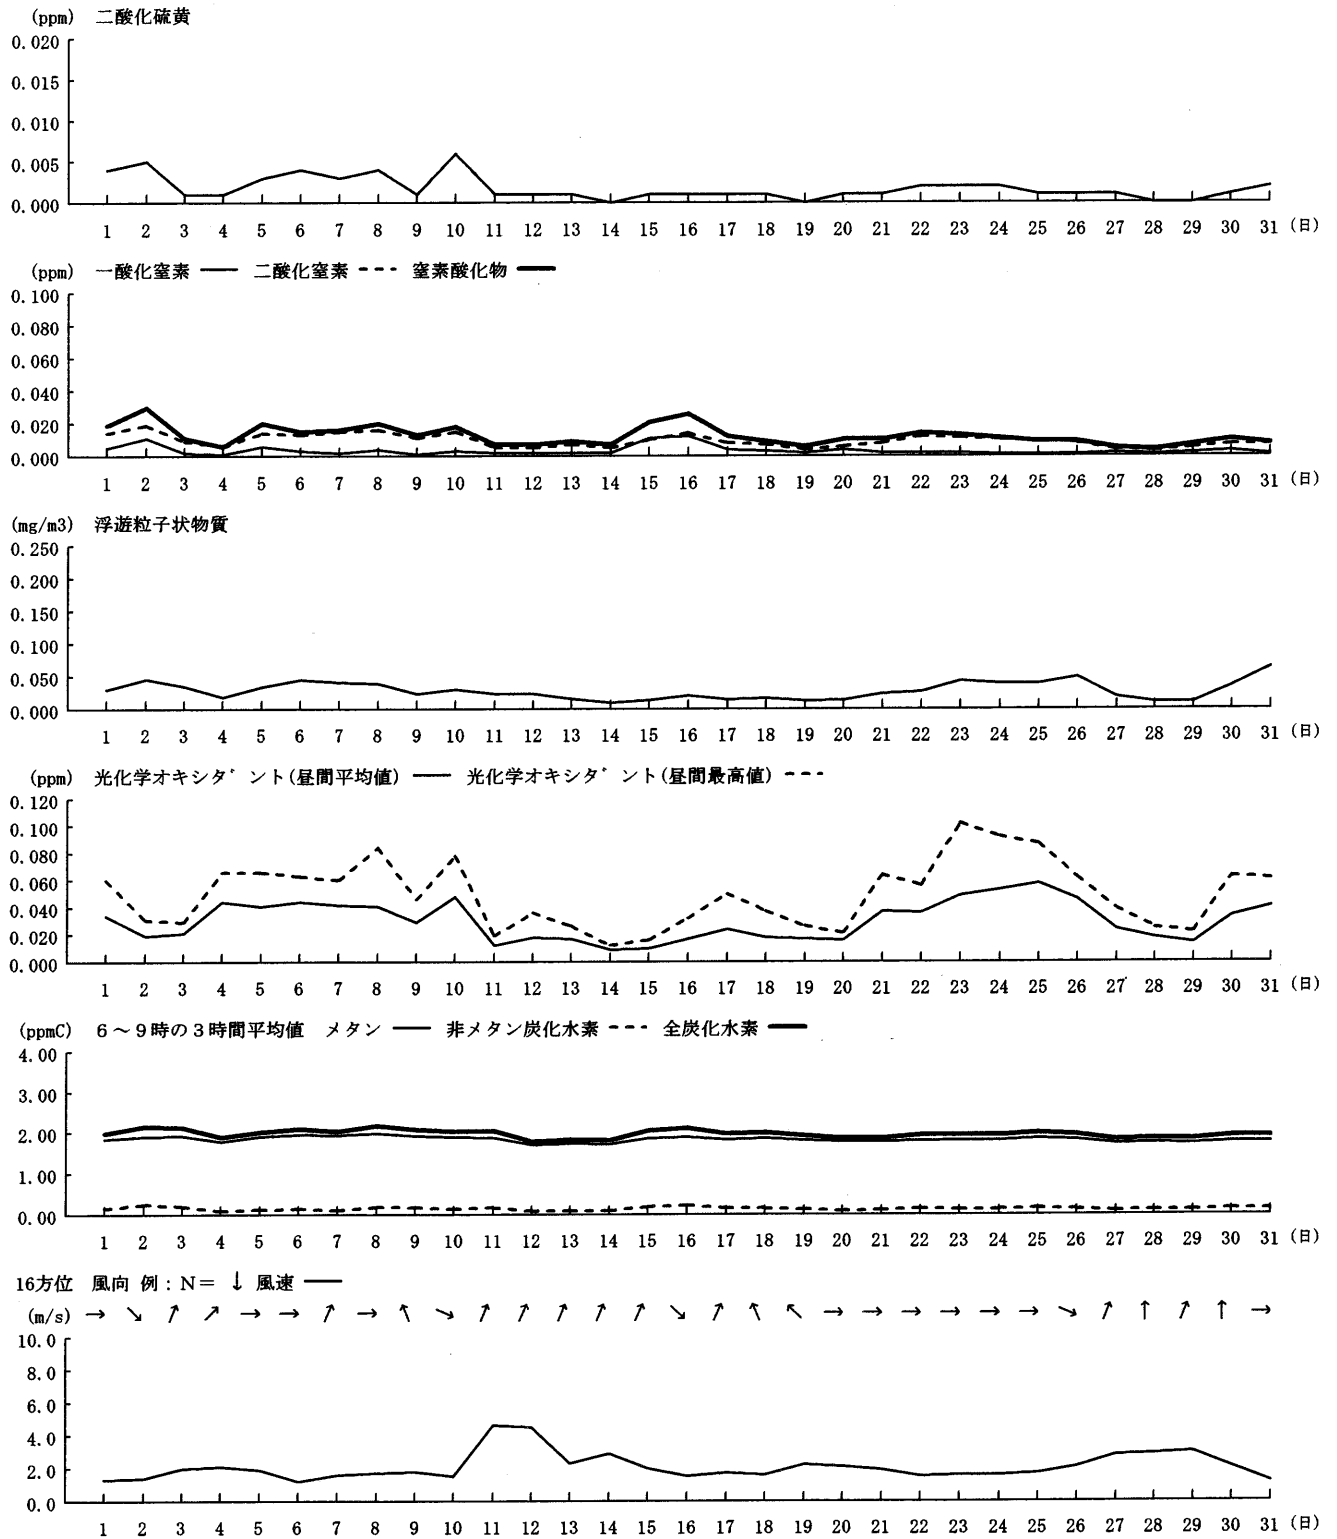 (ppm) 二酸化硫黄
0.020
0.015
0.010
0.005
0.000
1 2 3 4 5 6 7 8 9 10 11 12 13 14 15 16 17 18 19 20 21 22 23 24 25 26 27 28 29 30 31 (日)
(ppm) 一酸化窒素 二酸化窒素 窒素酸化物
0.100
0.080
0.060
0.040
0.020
0.000
1 2 3 4 5 6 7 8 9 10 11 12 13 14 15 16 17 18 19 20 21 22 23 24 25 26 27 28 29 30 31 (日)
(mg/m3) 浮遊粒子状物質
0.250
0.200
0.150
0.100
0.050
0.000
1 2 3 4 5 6 7 8 9 10 11 12 13 14 15 16 17 18 19 20 21 22 23 24 25 26 27 28 29 30 31 (日)
(ppm) 光化学オキシダント(昼間平均値) 光化学オキシダント(昼間最高値)
0.120
0.100
0.080
0.060
0.040
0.020
0.000
1 2 3 4 5 6 7 8 9 10 11 12 13 14 15 16 17 18 19 20 21 22 23 24 25 26 27 28 29 30 31 (日)
(ppmC) 6～9時の3時間平均値 メタン 非メタン炭化水素 全炭化水素
4.00
3.00
2.00
1.00
0.00
1 2 3 4 5 6 7 8 9 10 11 12 13 14 15 16 17 18 19 20 21 22 23 24 25 26 27 28 29 30 31 (日)
16方位 風向 例：N＝ ↓ 風速
(m/s) → ↘ ↗ ↗ → → ↗ → ↖ ↘ ↗ ↗ ↗ ↗ ↗ ↘ ↗ ↖ ↖ → → → → → → ↘ ↗ ↑ ↗ ↑ →
10.0
8.0
6.0
4.0
2.0
0.0
1 2 3 4 5 6 7 8 9 10 11 12 13 14 15 16 17 18 19 20 21 22 23 24 25 26 27 28 29 30 31 (日)